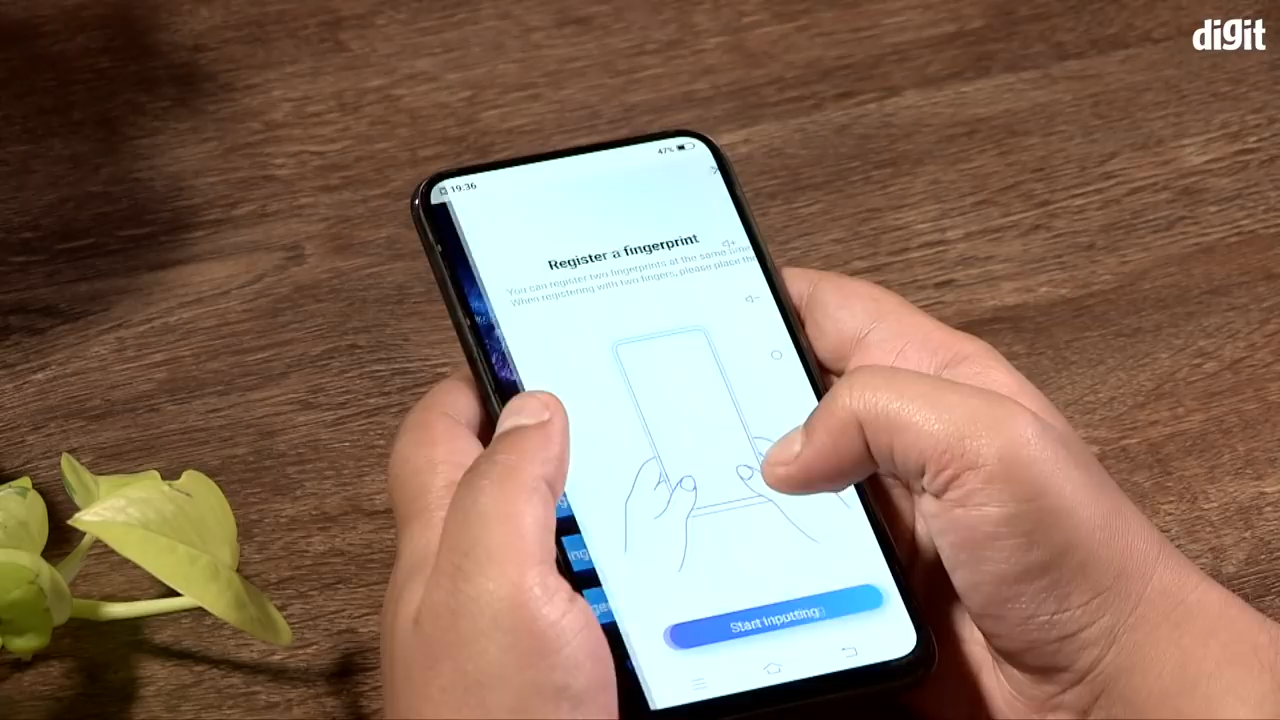 digit
19:36
47%
Register a fingerprint
You can register two fingerprints at the same time
When registering with two fingers, please place the
Start inputting